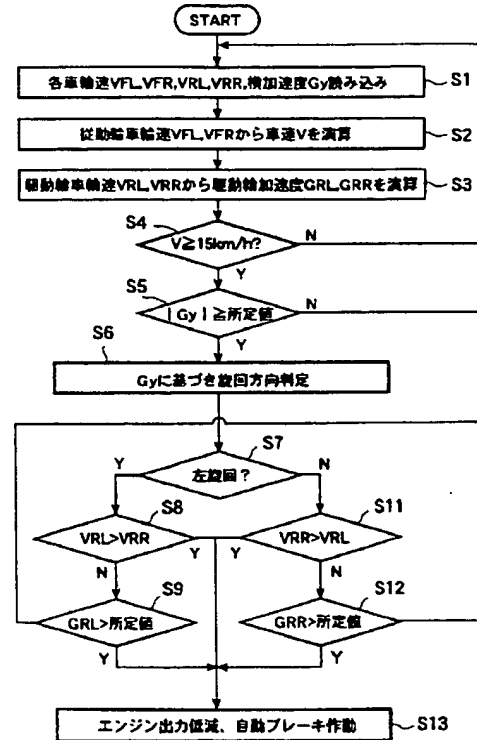 START
各車輪速VFL,VFR,VRL,VRR,横加速度Gy読み込み S1
従動輪車輪速VFL,VFRから車速Vを演算 S2
駆動輪車輪速VRL,VRRから駆動輪加速度GRL,GRRを演算 S3
S4
V≧15km/h? N
Y
S5
|Gy|≧所定値 N
Y
S6
Gyに基づき旋回方向判定
S7
Y 左旋回? N
S8 S11
VRL>VRR Y Y VRR>VRL
N N
S9 S12
GRL>所定値 GRR>所定値
Y Y
エンジン出力低減、自動ブレーキ作動 S13